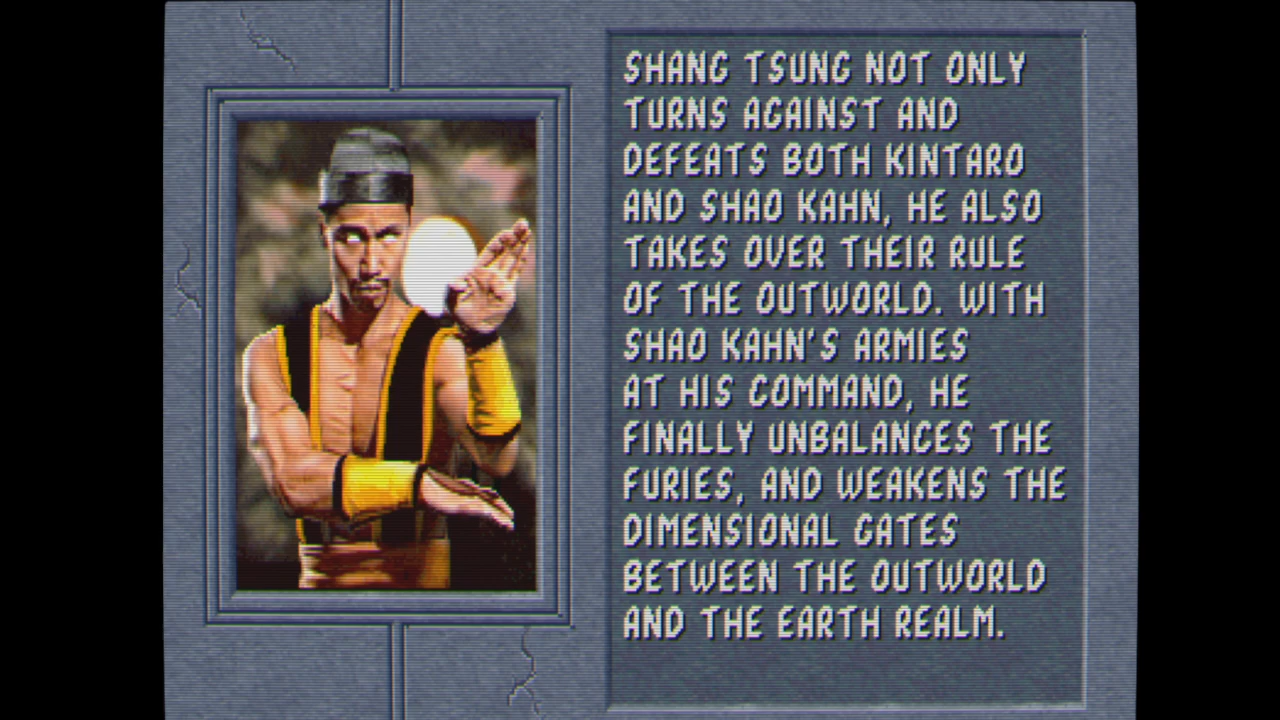 SHANG TSUNG NOT ONLY
TURNS AGAINST AND
DEFEATS BOTH KINTARO
AND SHAO KAHN, HE ALSO
TAKES OVER THEIR RULE
OF THE OUTWORLD. WITH
SHAO KAHN'S ARMIES
AT HIS COMMAND, HE
FINALLY UNBALANCES THE
FURIES, AND WEAKENS THE
DIMENSIONAL GATES
BETWEEN THE OUTWORLD
AND THE EARTH REALM.